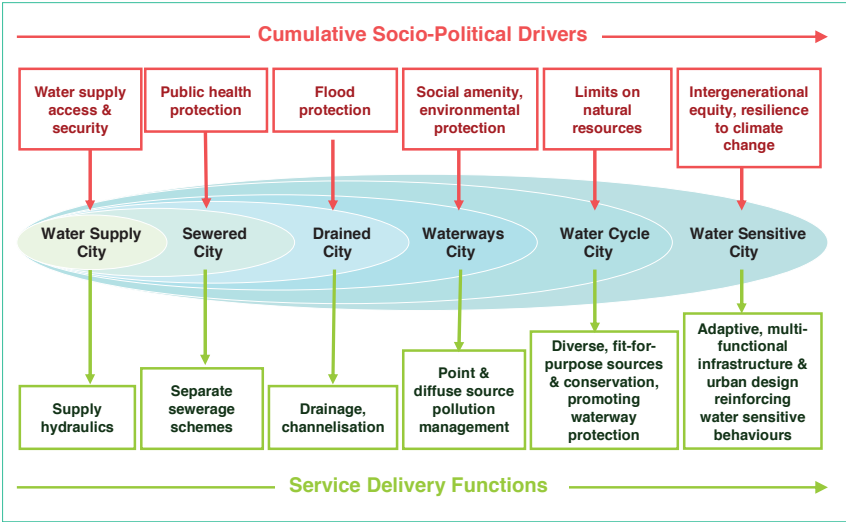 Cumulative Socio-Political Drivers
Water supply
access &
security
Public health
protection
Flood
protection
Social amenity,
environmental
protection
Limits on
natural
resources
Intergenerational
equity, resilience
to climate
change
Water Supply
City
Sewered
City
Drained
City
Waterways
City
Water Cycle
City
Water Sensitive
City
Supply
hydraulics
Separate
sewerage
schemes
Drainage,
channelisation
Point &
diffuse source
pollution
management
Diverse, fit-for-
purpose sources
& conservation,
promoting
waterway
protection
Adaptive, multi-
functional
infrastructure &
urban design
reinforcing
water sensitive
behaviours
Service Delivery Functions